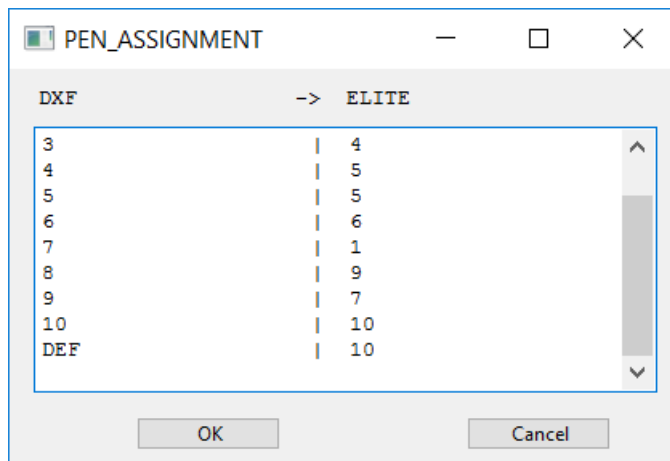 PEN_ASSIGNMENT
DXF -> ELITE
3 | 4
4 | 5
5 | 5
6 | 6
7 | 1
8 | 9
9 | 7
10 | 10
DEF | 10
OK Cancel